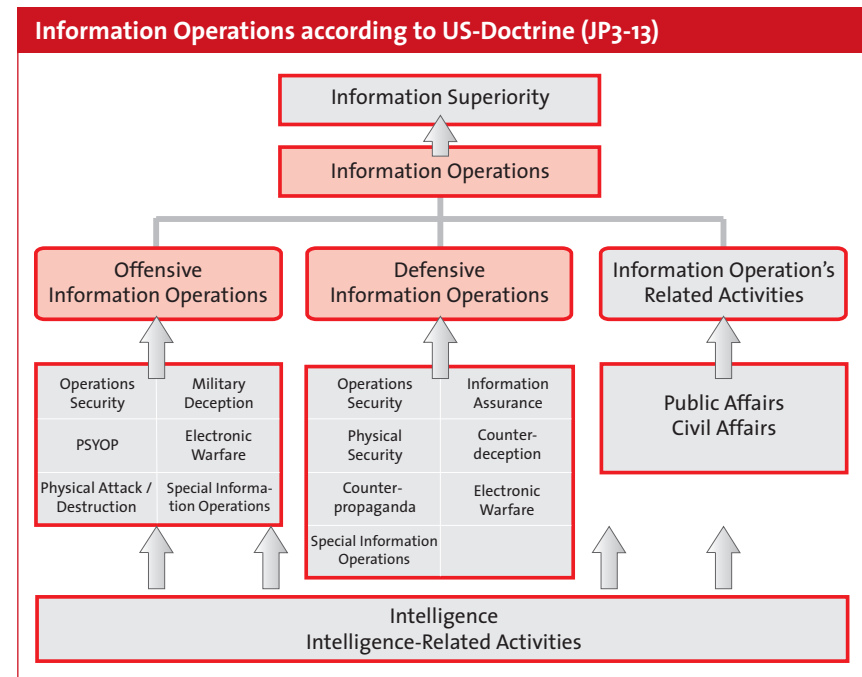 Information Operations according to US-Doctrine (JP3-13)
Information Superiority
Information Operations
Offensive
Information Operations
Defensive
Information Operations
Information Operation’s
Related Activities
Operations
Security
Military
Deception
PSYOP
Electronic
Warfare
Physical Attack /
Destruction
Special Informa-
tion Operations
Operations
Security
Information
Assurance
Physical
Security
Counter-
deception
Counter-
propaganda
Electronic
Warfare
Special Information
Operations
Public Affairs
Civil Affairs
Intelligence
Intelligence-Related Activities